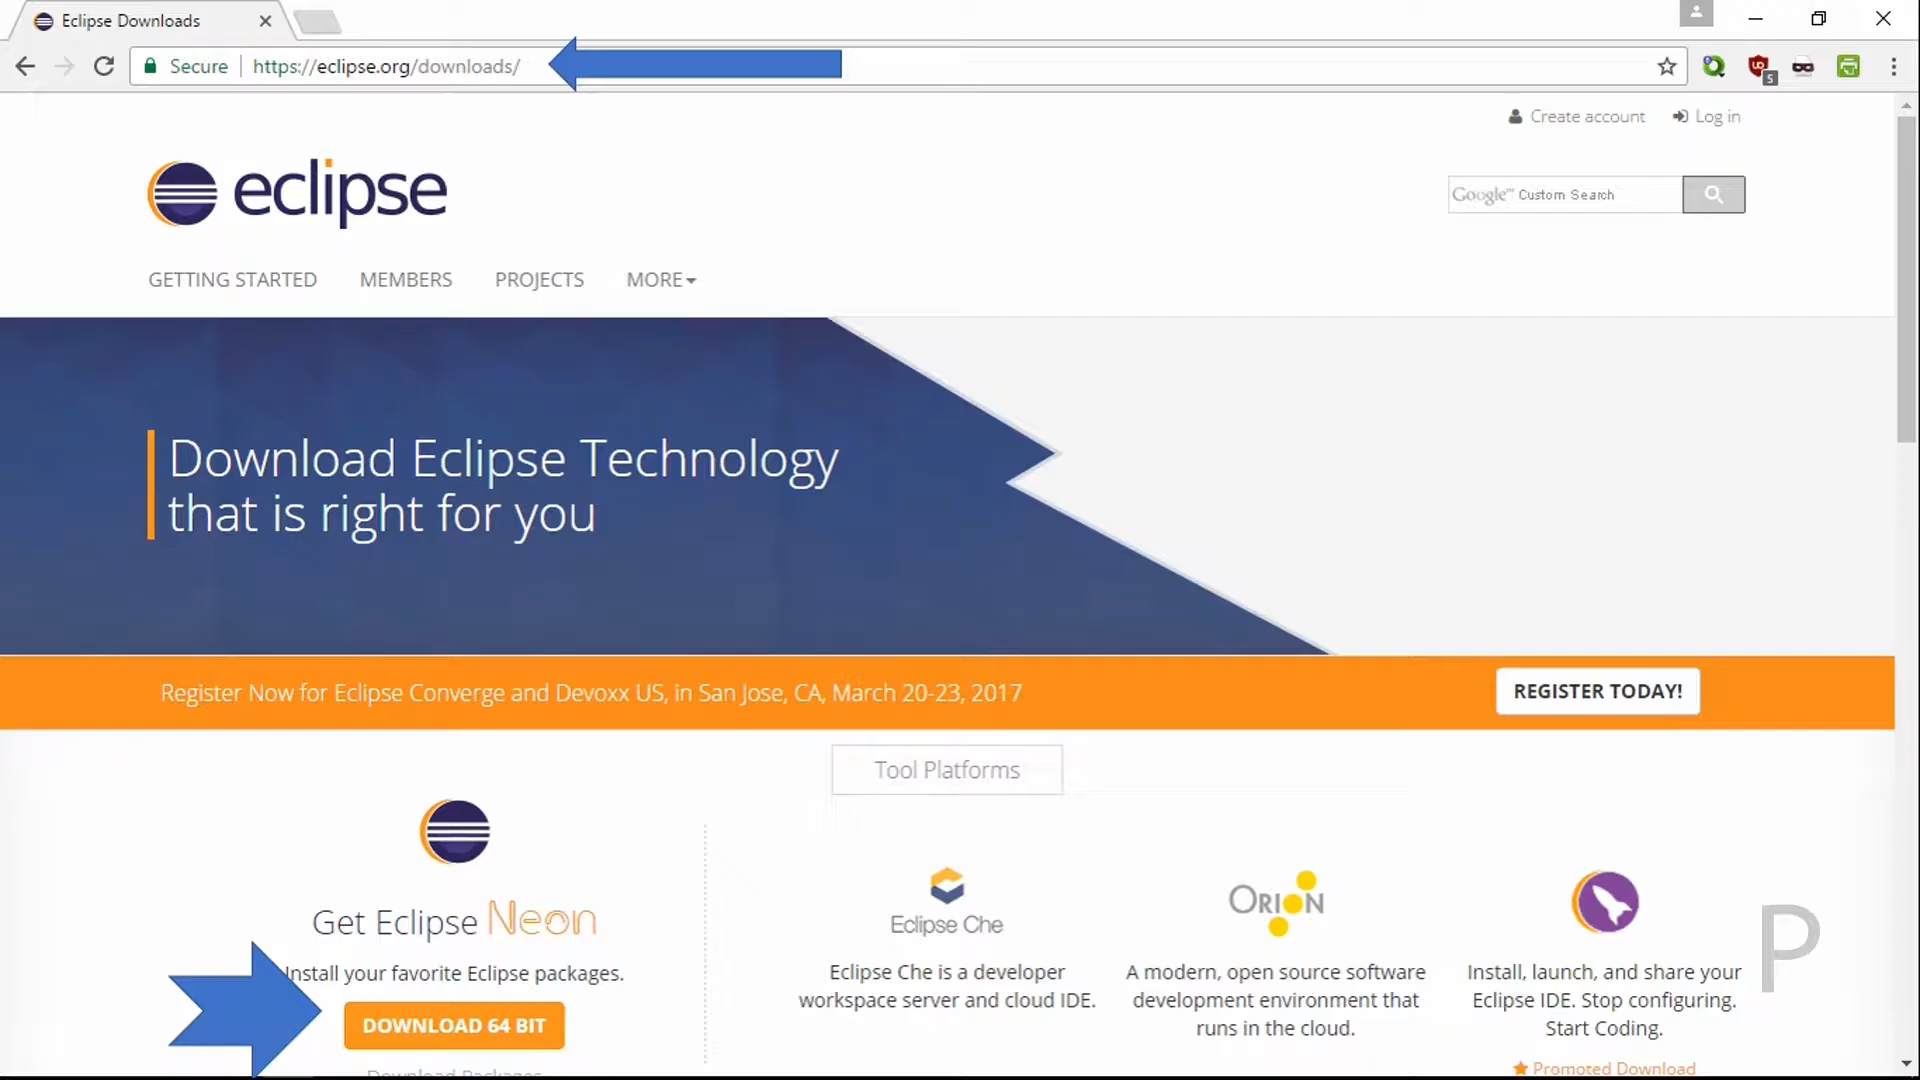 Eclipse Downloads
Secure
https://eclipse.org/downloads/
UD
5
Create account
Log in
eclipse
Google™ Custom Search
GETTING STARTED
MEMBERS
PROJECTS
MORE
Download Eclipse Technology
that is right for you
Register Now for Eclipse Converge and Devoxx US, in San Jose, CA, March 20-23, 2017
REGISTER TODAY!
Tool Platforms
Get Eclipse Neon
Install your favorite Eclipse packages.
DOWNLOAD 64 BIT
Download Packages
Eclipse Che
Eclipse Che is a developer
workspace server and cloud IDE.
ORION
A modern, open source software
development environment that
runs in the cloud.
Install, launch, and share your
Eclipse IDE. Stop configuring.
Start Coding.
Promoted Download
P